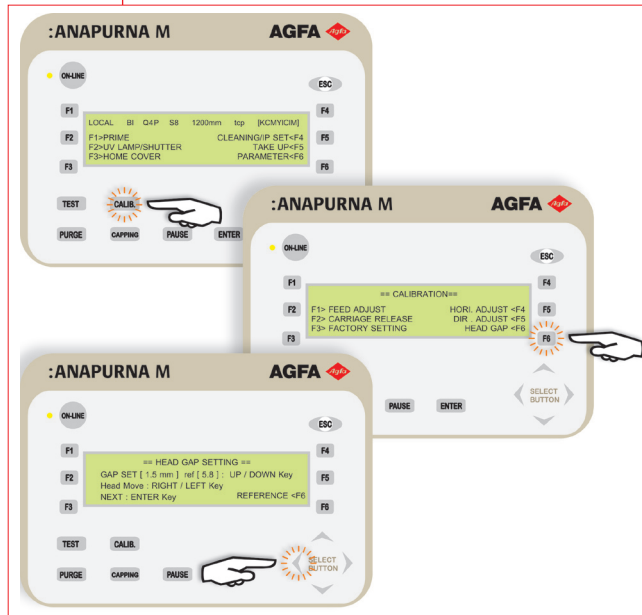 :ANAPURNA M AGFA
ON-LINE
ESC
F1 F4
LOCAL BI Q4P S8 1200mm tcp [KCMYlClM]
F2 F1>PRIME CLEANING/IP SET<F4 F5
F2>UV LAMP/SHUTTER TAKE UP<F5
F3 F3>HOME COVER PARAMETER<F6 F6
TEST CALIB.
PURGE CAPPING PAUSE ENTER
:ANAPURNA M AGFA
ON-LINE
ESC
F1 F4
== CALIBRATION==
F2 F1> FEED ADJUST HORI. ADJUST <F4 F5
F2> CARRIAGE RELEASE DIR . ADJUST <F5
F3 F3> FACTORY SETTING HEAD GAP <F6 F6
SELECT
BUTTON
PAUSE ENTER
:ANAPURNA M AGFA
ON-LINE
ESC
F1 F4
== HEAD GAP SETTING ==
F2 GAP SET [ 1.5 mm ] ref [ 5.8 ] : UP / DOWN Key F5
Head Move : RIGHT / LEFT Key
F3 NEXT : ENTER Key REFERENCE <F6 F6
TEST CALIB.
SELECT
BUTTON
PURGE CAPPING PAUSE